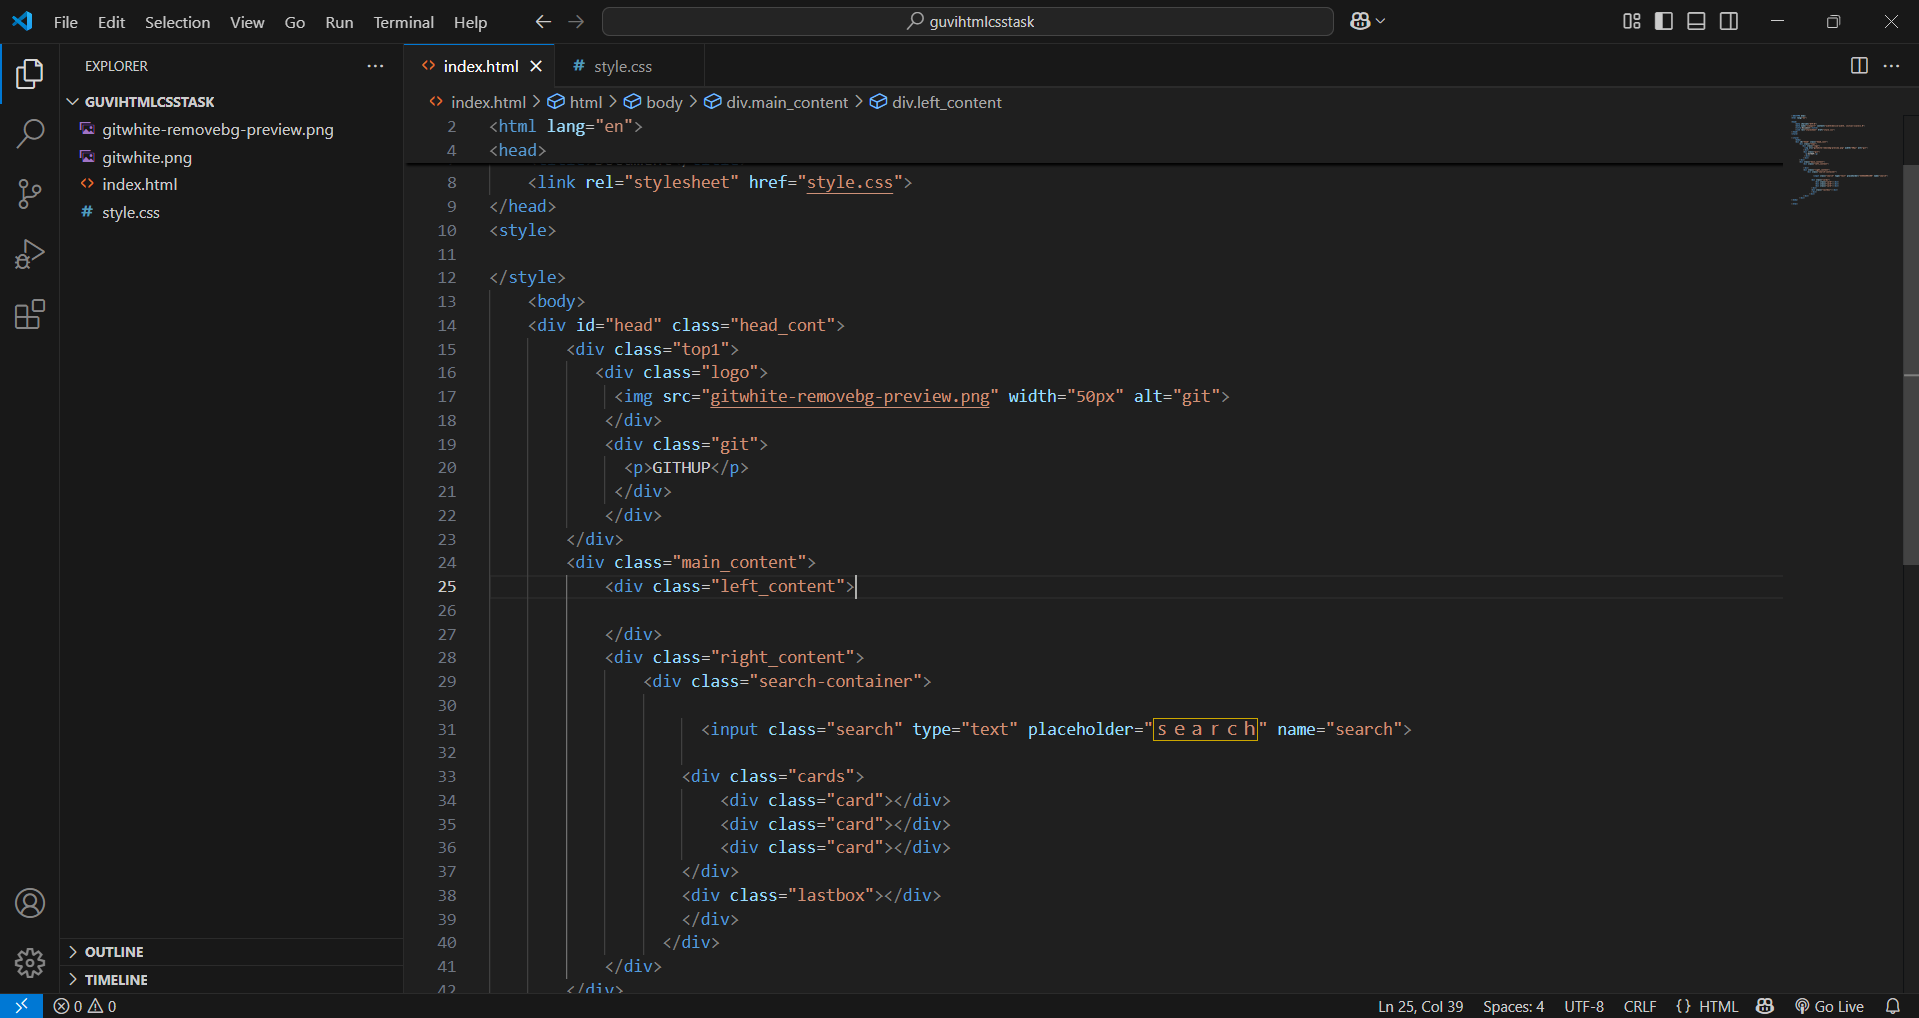 File Edit Selection View Go Run Terminal Help
guvihtmlcsstask
EXPLORER
GUVIHTMLCSSTASK
gitwhite-removebg-preview.png
gitwhite.png
index.html
style.css
OUTLINE
TIMELINE
index.html
style.css
index.html > html > body > div.main_content > div.left_content
2 <html lang="en">
4 <head>
8 <link rel="stylesheet" href="style.css">
9 </head>
10 <style>
11
12 </style>
13 <body>
14 <div id="head" class="head_cont">
15 <div class="top1">
16 <div class="logo">
17 <img src="gitwhite-removebg-preview.png" width="50px" alt="git">
18 </div>
19 <div class="git">
20 <p>GITHUP</p>
21 </div>
22 </div>
23 </div>
24 <div class="main_content">
25 <div class="left_content">
26
27 </div>
28 <div class="right_content">
29 <div class="search-container">
30
31 <input class="search" type="text" placeholder="ｓｅａｒｃｈ" name="search">
32
33 <div class="cards">
34 <div class="card"></div>
35 <div class="card"></div>
36 <div class="card"></div>
37 </div>
38 <div class="lastbox"></div>
39 </div>
40 </div>
41 </div>
42 </div>
0 0
Ln 25, Col 39 Spaces: 4 UTF-8 CRLF {} HTML Go Live